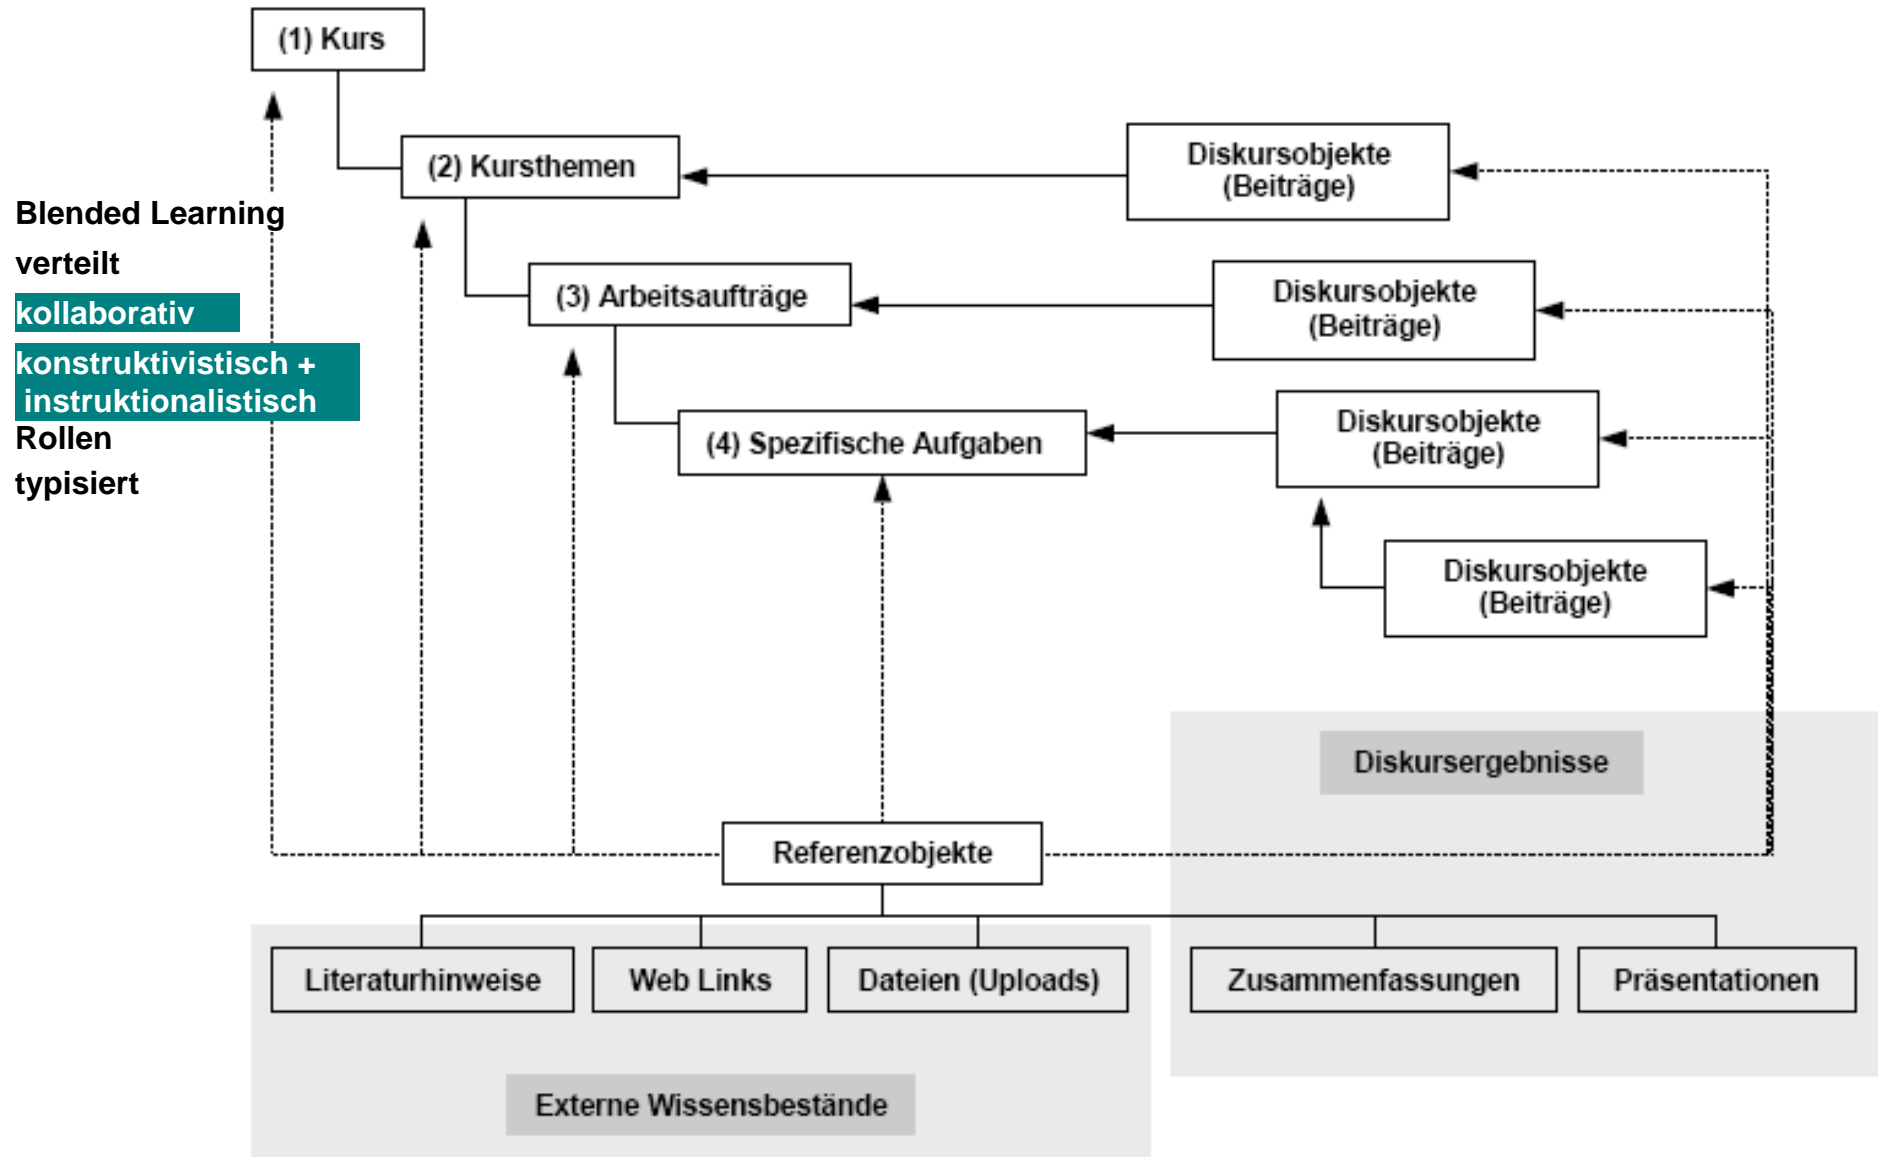 (1) Kurs
(2) Kursthemen
Diskursobjekte
(Beiträge)
Blended Learning
verteilt
kollaborativ
konstruktivistisch +
instruktionalistisch
Rollen
typisiert
(3) Arbeitsaufträge
Diskursobjekte
(Beiträge)
(4) Spezifische Aufgaben
Diskursobjekte
(Beiträge)
Diskursobjekte
(Beiträge)
Diskursergebnisse
Referenzobjekte
Literaturhinweise
Web Links
Dateien (Uploads)
Zusammenfassungen
Präsentationen
Externe Wissensbestände